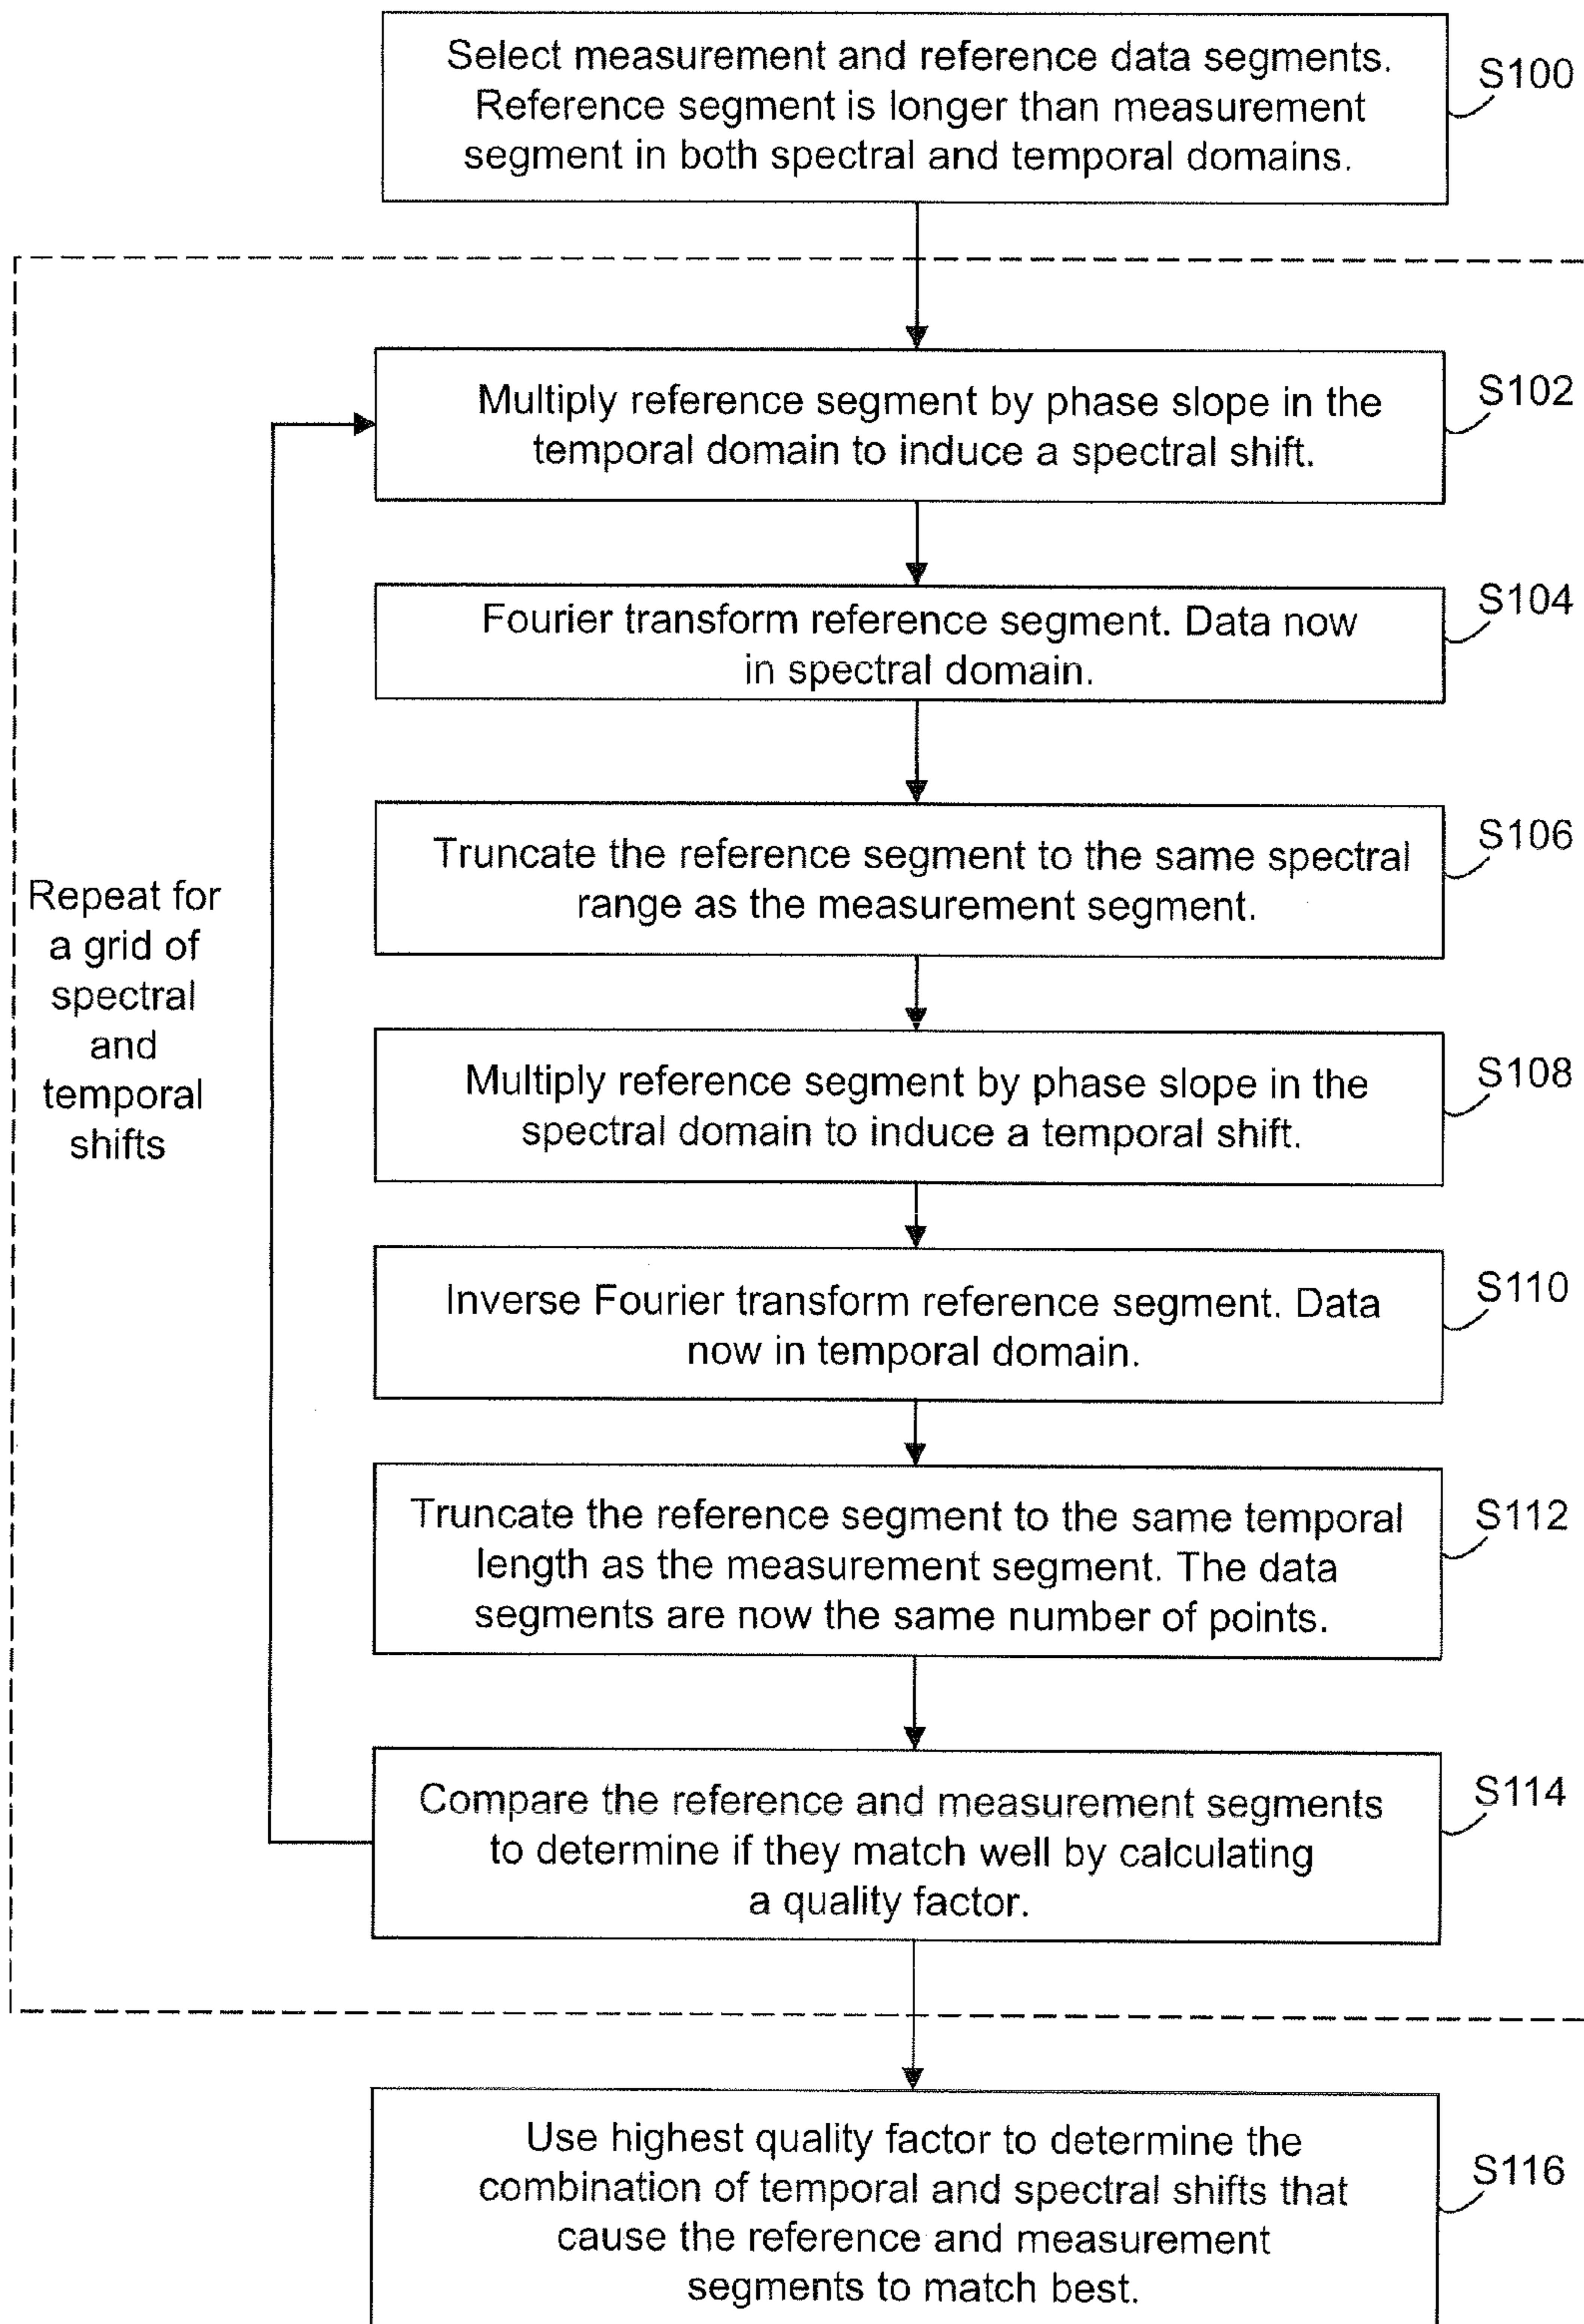 Select measurement and reference data segments.
Reference segment is longer than measurement
segment in both spectral and temporal domains.
S100
Multiply reference segment by phase slope in the
temporal domain to induce a spectral shift.
S102
Fourier transform reference segment. Data now
in spectral domain.
S104
Truncate the reference segment to the same spectral
range as the measurement segment.
S106
Repeat for
a grid of
spectral
and
temporal
shifts
Multiply reference segment by phase slope in the
spectral domain to induce a temporal shift.
S108
Inverse Fourier transform reference segment. Data
now in temporal domain.
S110
Truncate the reference segment to the same temporal
length as the measurement segment. The data
segments are now the same number of points.
S112
Compare the reference and measurement segments
to determine if they match well by calculating
a quality factor.
S114
Use highest quality factor to determine the
combination of temporal and spectral shifts that
cause the reference and measurement
segments to match best.
S116